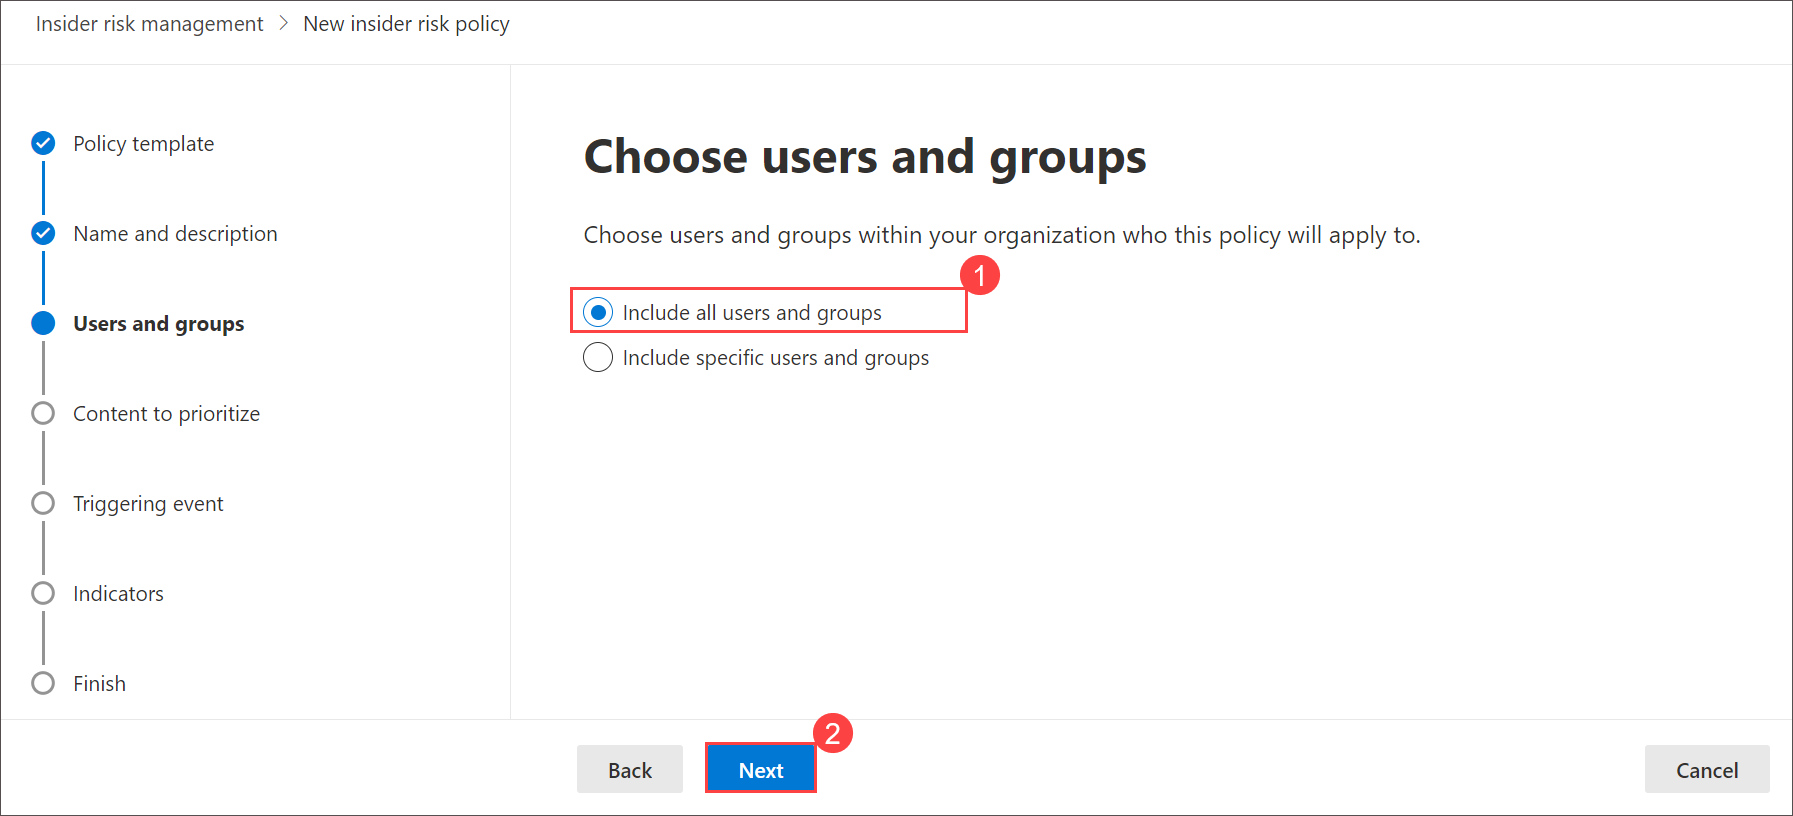 Insider risk management > New insider risk policy
Policy template
Name and description
Users and groups
Content to prioritize
Triggering event
Indicators
Finish
Choose users and groups
Choose users and groups within your organization who this policy will apply to.
1
Include all users and groups
Include specific users and groups
2
Back
Next
Cancel